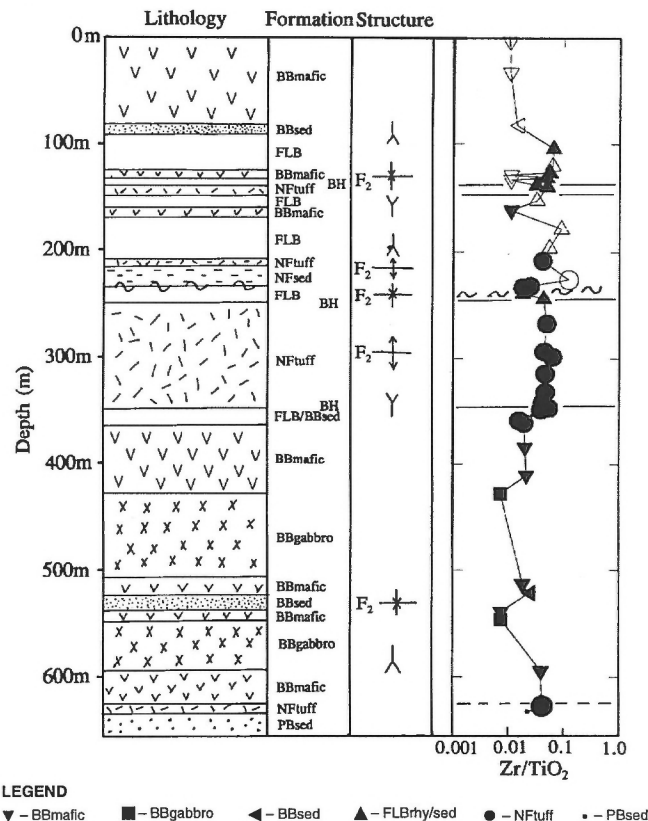 Lithology Formation Structure
0m
BBmafic
BBsed
100m
FLB
BBmafic
F2
BH
NFtuff
FLB
BBmafic
FLB
200m
NFtuff
F2
NFsed
F2
FLB
BH
300m
F2
NFtuff
BH
FLB/BBsed
400m
BBmafic
BBgabbro
500m
BBmafic
BBsed
F2
BBmafic
BBgabbro
600m
BBmafic
NFtuff
PBsed
Depth (m)
0.001 0.01 0.1 1.0
Zr/TiO2
LEGEND
▼ – BBmafic ■ – BBgabbro ◀ – BBsed ▲ – FLBrhy/sed ● – NFtuff • – PBsed